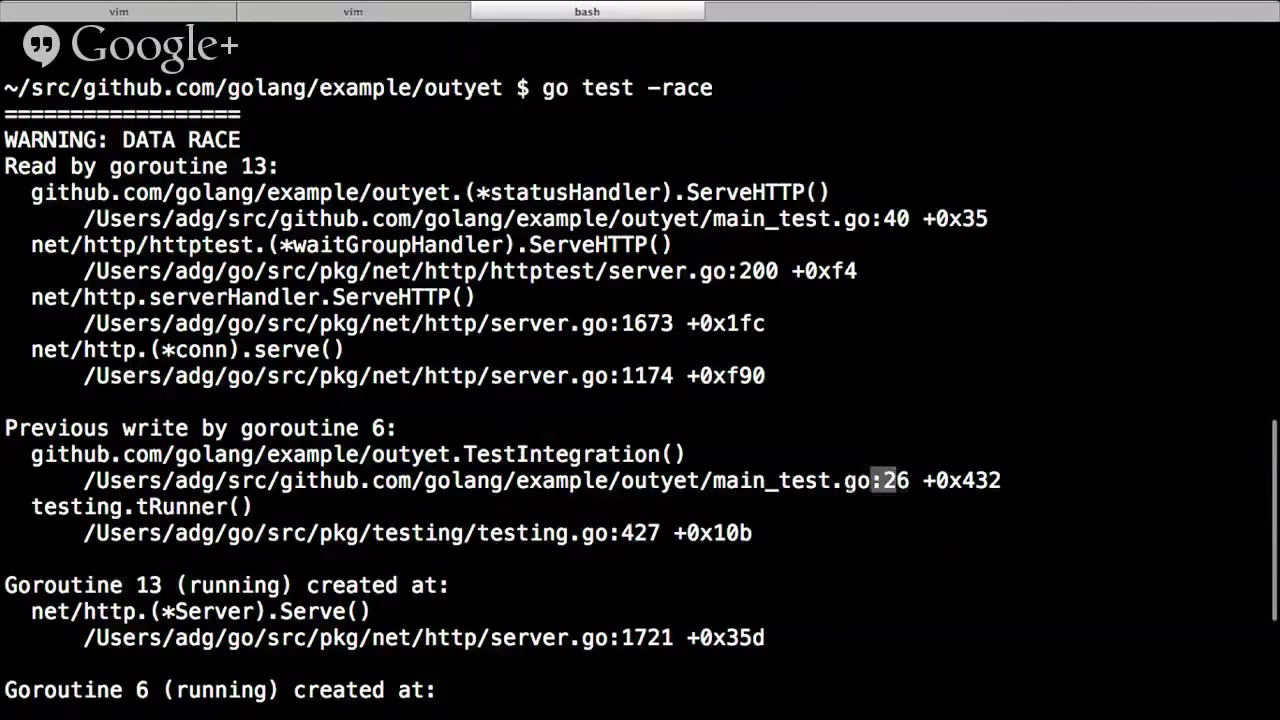 vim vim bash
Google+
~/src/github.com/golang/example/outyet $ go test -race
==================
WARNING: DATA RACE
Read by goroutine 13:
github.com/golang/example/outyet.(*statusHandler).ServeHTTP()
/Users/adg/src/github.com/golang/example/outyet/main_test.go:40 +0x35
net/http/httptest.(*waitGroupHandler).ServeHTTP()
/Users/adg/go/src/pkg/net/http/httptest/server.go:200 +0xf4
net/http.serverHandler.ServeHTTP()
/Users/adg/go/src/pkg/net/http/server.go:1673 +0x1fc
net/http.(*conn).serve()
/Users/adg/go/src/pkg/net/http/server.go:1174 +0xf90
Previous write by goroutine 6:
github.com/golang/example/outyet.TestIntegration()
/Users/adg/src/github.com/golang/example/outyet/main_test.go:26 +0x432
testing.tRunner()
/Users/adg/go/src/pkg/testing/testing.go:427 +0x10b
Goroutine 13 (running) created at:
net/http.(*Server).Serve()
/Users/adg/go/src/pkg/net/http/server.go:1721 +0x35d
Goroutine 6 (running) created at: